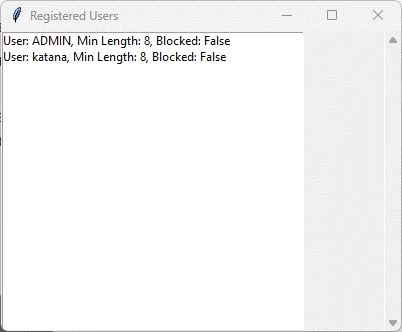 Registered Users
User: ADMIN, Min Length: 8, Blocked: False
User: katana, Min Length: 8, Blocked: False